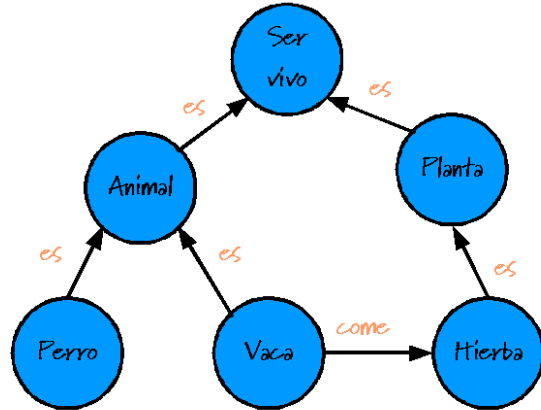 Ser
vivo
es
es
Animal
Planta
es
es
es
Perro
Vaca
come
Hierba